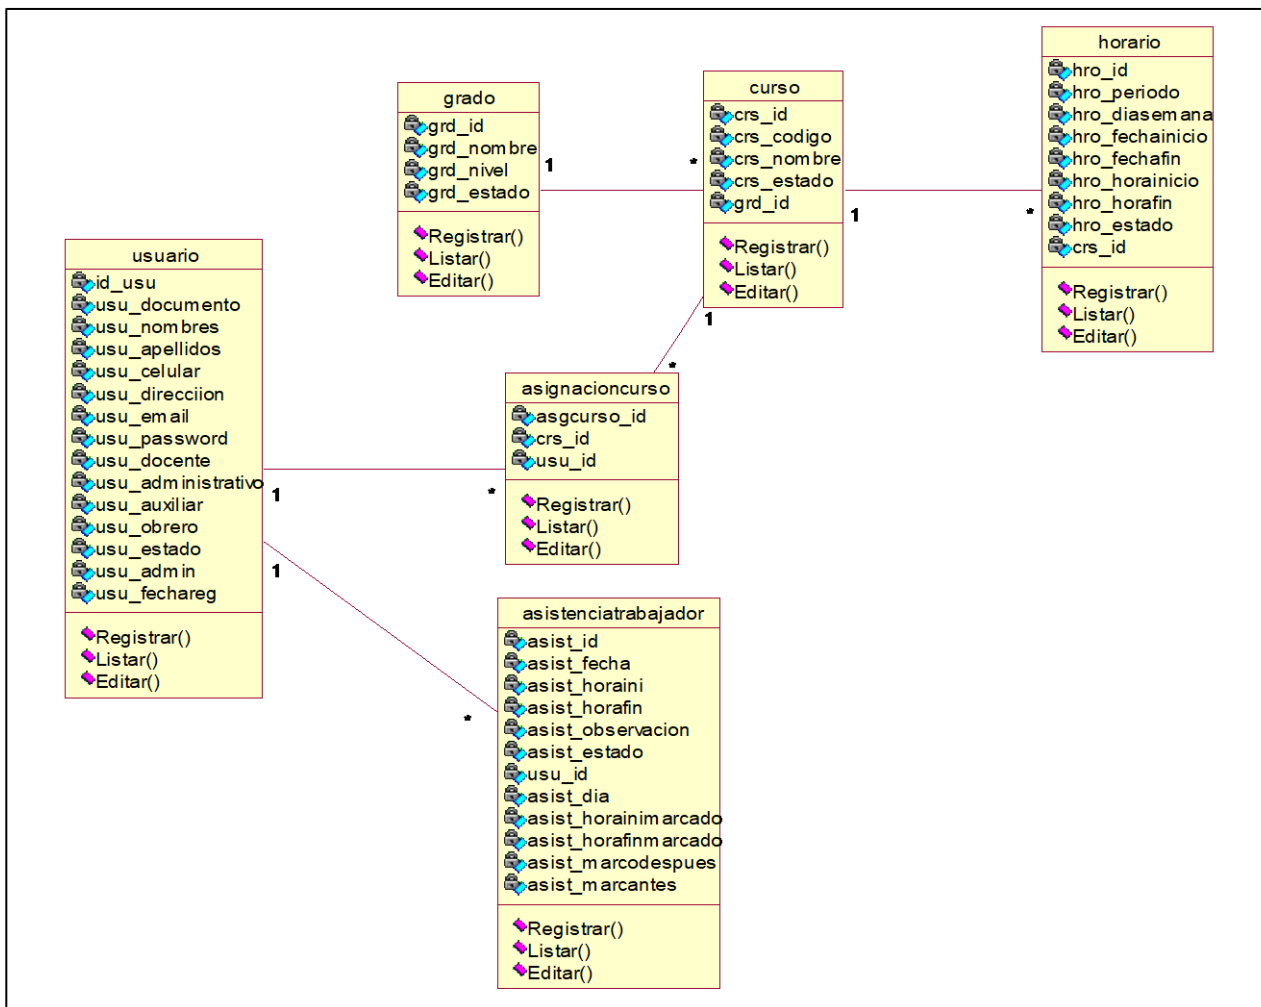 grado
grd_id
grd_nombre
grd_nivel
grd_estado
Registrar()
Listar()
Editar()
1
*
curso
crs_id
crs_codigo
crs_nombre
crs_estado
grd_id
Registrar()
Listar()
Editar()
1
*
horario
hro_id
hro_periodo
hro_diasemana
hro_fechainicio
hro_fechafin
hro_horainicio
hro_horafin
hro_estado
crs_id
Registrar()
Listar()
Editar()
1
*
usuario
id_usu
usu_documento
usu_nombres
usu_apellidos
usu_celular
usu_direcciion
usu_email
usu_password
usu_docente
usu_administrativo
usu_auxiliar
usu_obrero
usu_estado
usu_admin
usu_fechareg
Registrar()
Listar()
Editar()
1
*
asignacioncurso
asgcurso_id
crs_id
usu_id
Registrar()
Listar()
Editar()
1
*
asistenciatrabajador
asist_id
asist_fecha
asist_horaini
asist_horafin
asist_observacion
asist_estado
usu_id
asist_dia
asist_horainimarcado
asist_horafinmarcado
asist_marcodespues
asist_marcantes
Registrar()
Listar()
Editar()